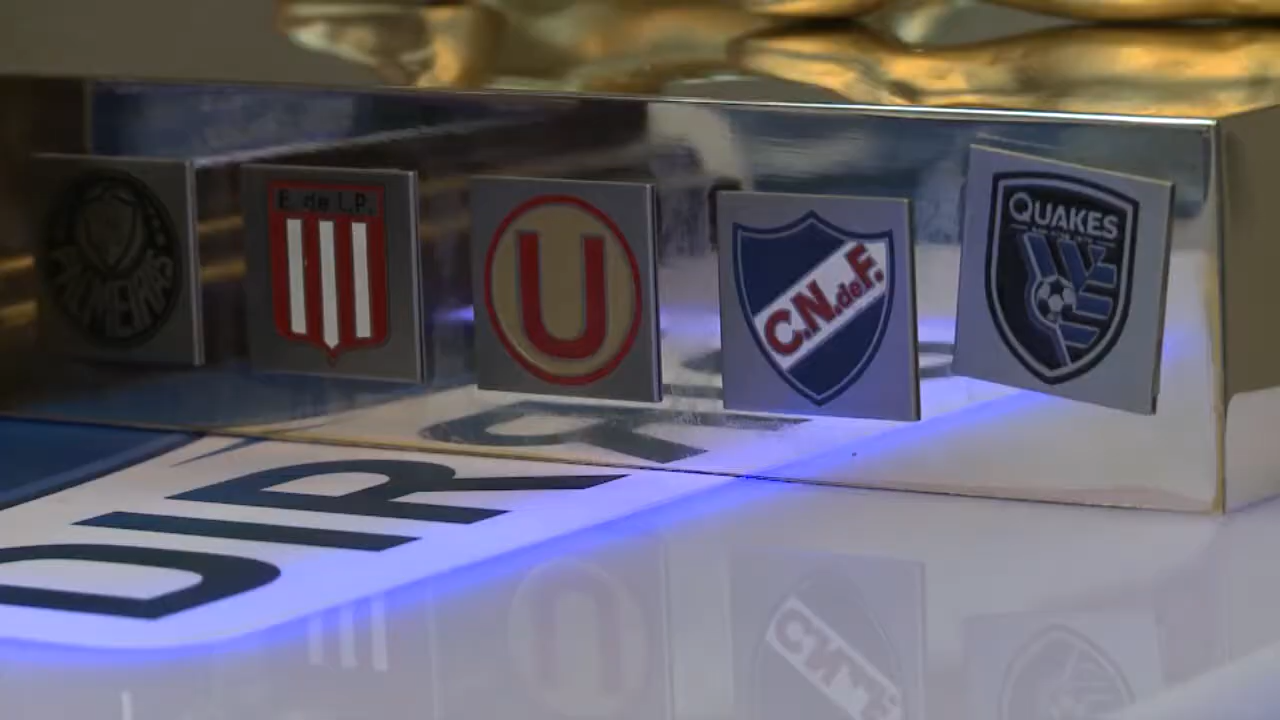 PALMEIRAS
E. de L.P.
U
C.N.deF.
QUAKES
DIR